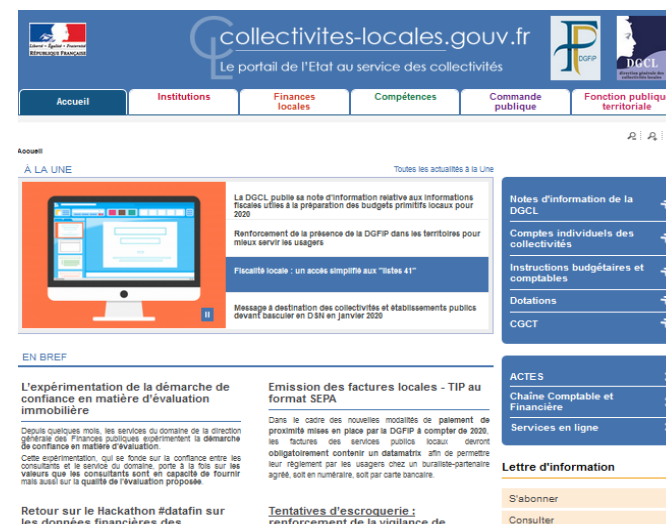 Liberté • Égalité • Fraternité
RÉPUBLIQUE FRANÇAISE
collectivites-locales.gouv.fr
Le portail de l'Etat au service des collectivités
DGFIP
DGCL
direction générale des
collectivités locales
Accueil
Institutions
Finances
locales
Compétences
Commande
publique
Fonction publiqu
territoriale
Accueil
À LA UNE
Toutes les actualités à la Une
La DGCL publie sa note d'information relative aux informations
fiscales utiles à la préparation des budgets primitifs locaux pour
2020
Renforcement de la présence de la DGFIP dans les territoires pour
mieux servir les usagers
Fiscalité locale : un accès simplifié aux "listes 41"
Message à destination des collectivités et établissements publics
devant basculer en DSN en janvier 2020
Notes d'information de la
DGCL
Comptes individuels des
collectivités
Instructions budgétaires et
comptables
Dotations
CGCT
EN BREF
L'expérimentation de la démarche de
confiance en matière d'évaluation
immobilière
Depuis quelques mois, les services du domaine de la direction
générale des Finances publiques expérimentent la démarche
de confiance en matière d'évaluation.
Cette expérimentation, qui se fonde sur la confiance entre les
consultants et le service du domaine, porte à la fois sur les
valeurs que les consultants sont en capacité de fournir
mais aussi sur la qualité de l'évaluation proposée.
Retour sur le Hackathon #datafin sur
les données financières des
Emission des factures locales - TIP au
format SEPA
Dans le cadre des nouvelles modalités de paiement de
proximité mises en place par la DGFIP à compter de 2020,
les factures des services publics locaux devront
obligatoirement contenir un datamatrix afin de permettre
leur règlement par les usagers chez un buraliste-partenaire
agréé, soit en numéraire, soit par carte bancaire.
Tentatives d'escroquerie :
renforcement de la vigilance de
ACTES
Chaîne Comptable et
Financière
Services en ligne
Lettre d'information
S'abonner
Consulter